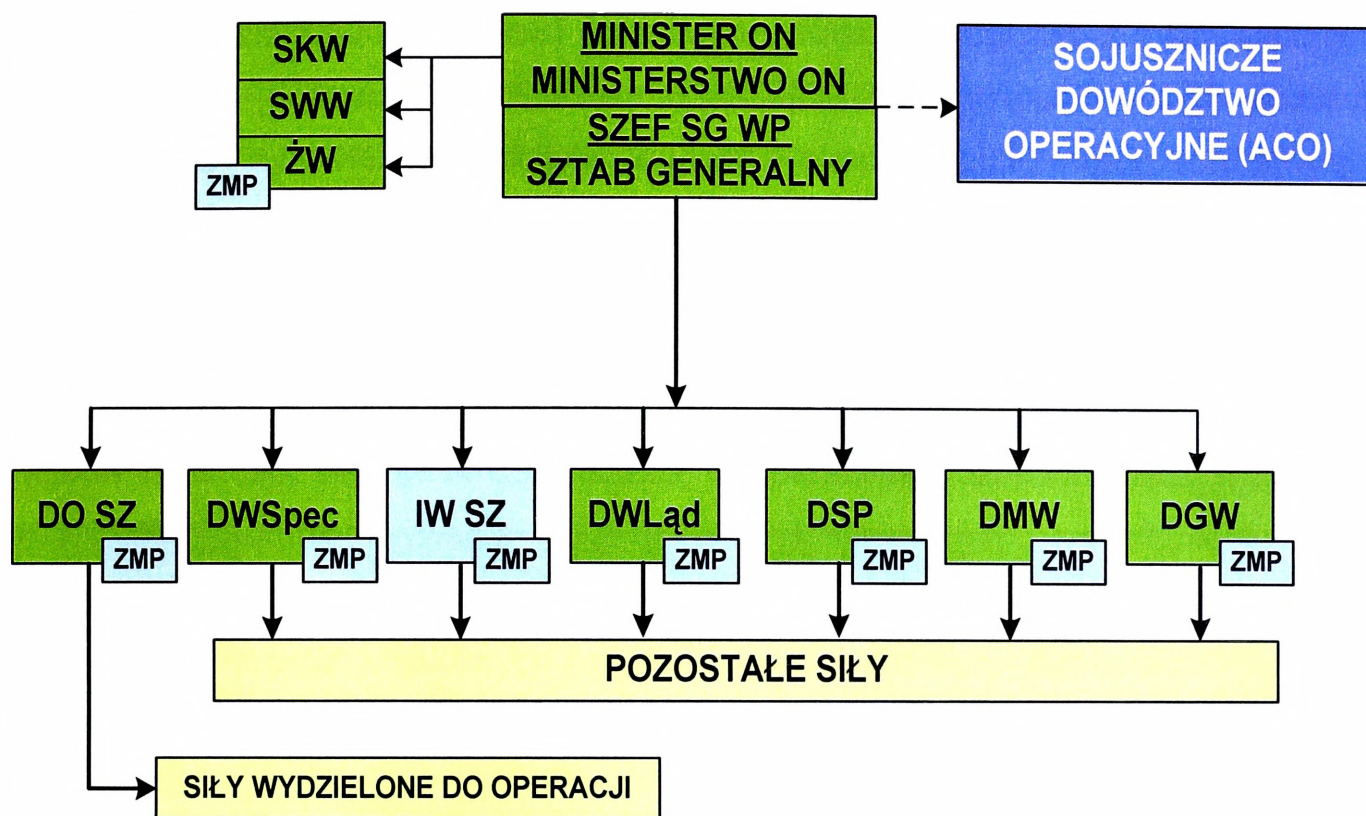 SKW
SWW
ŻW
ZMP
MINISTER ON
MINISTERSTWO ON
SZEF SG WP
SZTAB GENERALNY
SOJUSZNICZE
DOWÓDZTWO
OPERACYJNE (ACO)
DO SZ
ZMP
DWSpec
ZMP
IW SZ
ZMP
DWLąd
ZMP
DSP
ZMP
DMW
ZMP
DGW
ZMP
POZOSTAŁE SIŁY
SIŁY WYDZIELONE DO OPERACJI